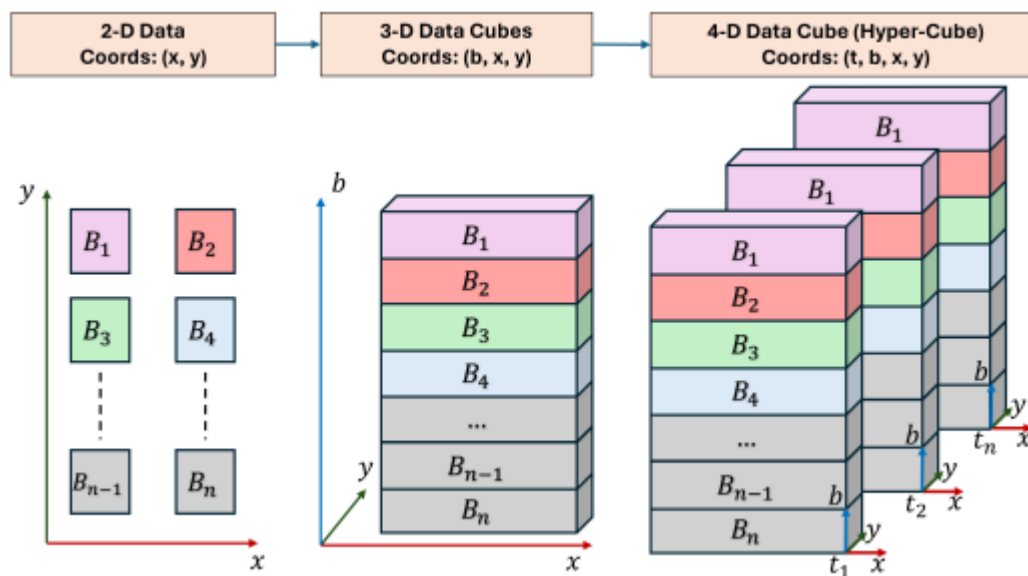 2-D Data
Coords: (x, y)
3-D Data Cubes
Coords: (b, x, y)
4-D Data Cube (Hyper-Cube)
Coords: (t, b, x, y)
y
B₁ B₂
B₃ B₄
Bₙ₋₁ Bₙ
x
b
B₁
B₂
B₃
B₄
...
Bₙ₋₁
Bₙ
y
x
B₁
B₂
B₃
B₄
...
Bₙ₋₁
Bₙ
b
y
x
t₁
B₁
b
y
x
t₂
B₁
b
y
x
tₙ